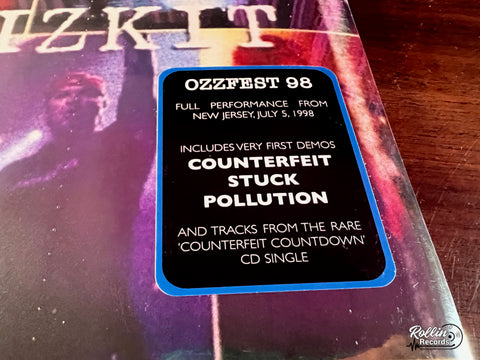 IZKIT
OZZFEST 98
FULL PERFORMANCE FROM
NEW JERSEY, JULY 5, 1998
INCLUDES VERY FIRST DEMOS
COUNTERFEIT
STUCK
POLLUTION
AND TRACKS FROM THE RARE
'COUNTERFEIT COUNTDOWN'
CD SINGLE
Rollin'
Records